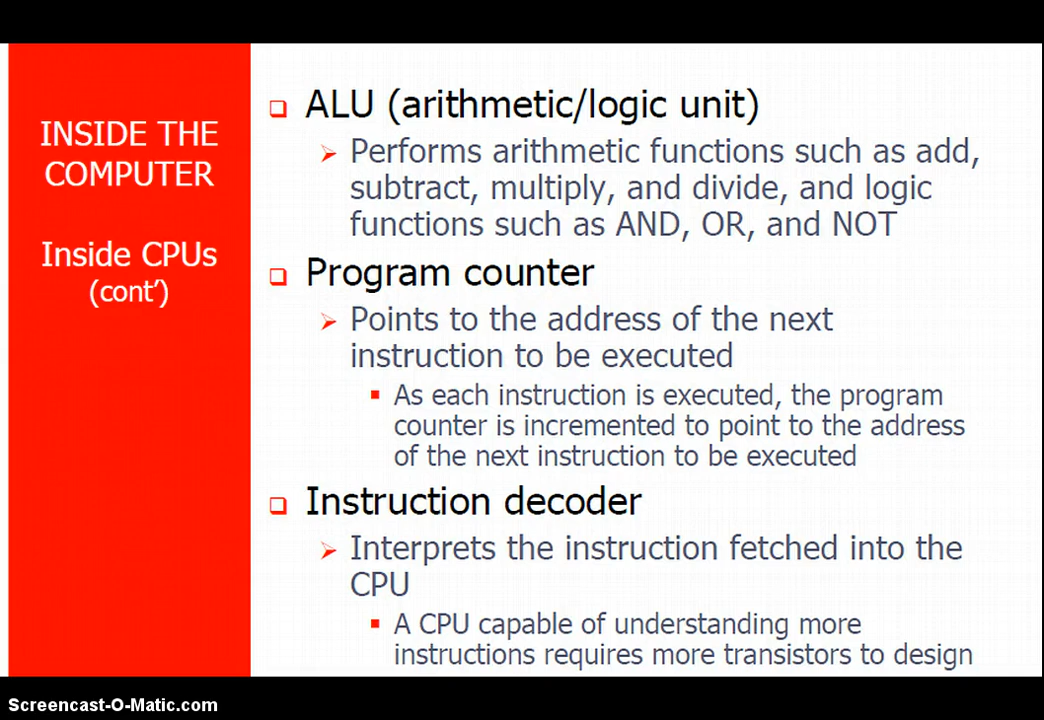 INSIDE THE
COMPUTER
Inside CPUs
(cont')
ALU (arithmetic/logic unit)
Performs arithmetic functions such as add,
subtract, multiply, and divide, and logic
functions such as AND, OR, and NOT
Program counter
Points to the address of the next
instruction to be executed
As each instruction is executed, the program
counter is incremented to point to the address
of the next instruction to be executed
Instruction decoder
Interprets the instruction fetched into the
CPU
A CPU capable of understanding more
instructions requires more transistors to design
Screencast-O-Matic.com